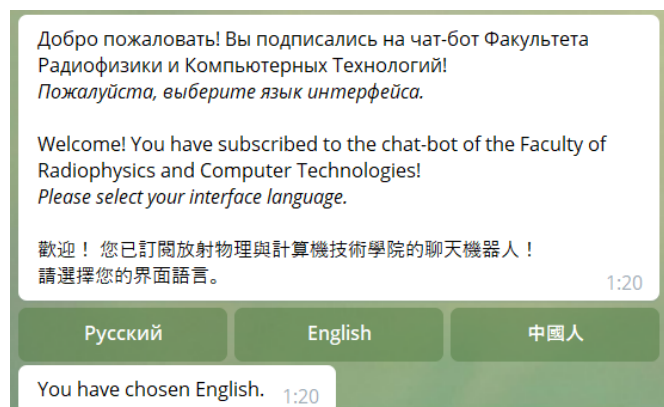 Добро пожаловать! Вы подписались на чат-бот Факультета
Радиофизики и Компьютерных Технологий!
Пожалуйста, выберите язык интерфейса.
Welcome! You have subscribed to the chat-bot of the Faculty of
Radiophysics and Computer Technologies!
Please select your interface language.
歡迎！ 您已訂閱放射物理與計算機技術學院的聊天機器人！
請選擇您的界面語言。
1:20
Русский English 中國人
You have chosen English. 1:20